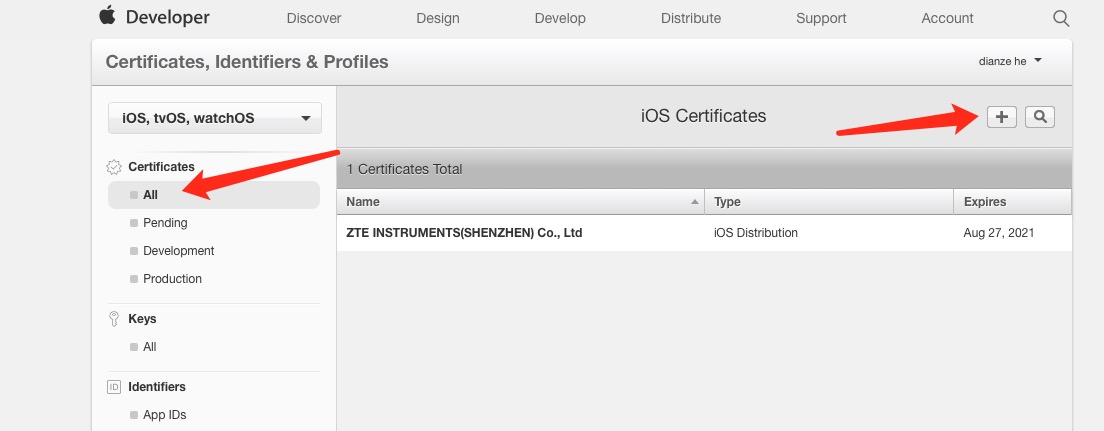 Developer Discover Design Develop Distribute Support Account
Certificates, Identifiers & Profiles dianze he
iOS, tvOS, watchOS
Certificates
All
Pending
Development
Production
Keys
All
ID Identifiers
App IDs
iOS Certificates
1 Certificates Total
Name Type Expires
ZTE INSTRUMENTS(SHENZHEN) Co., Ltd iOS Distribution Aug 27, 2021